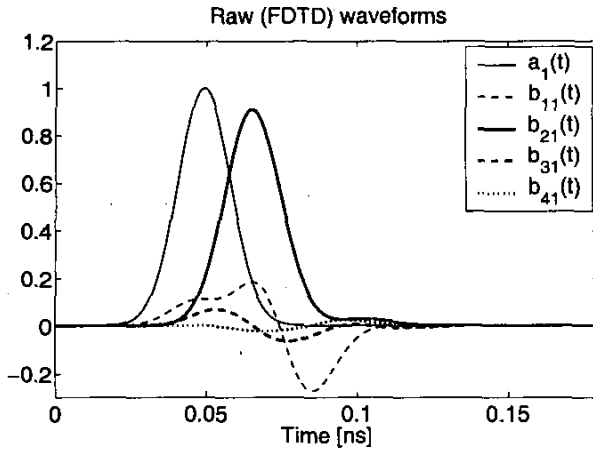 Raw (FDTD) waveforms
1.2
1
0.8
0.6
0.4
0.2
0
−0.2
0
0.05
0.1
0.15
Time [ns]
a₁(t)
b₁₁(t)
b₂₁(t)
b₃₁(t)
b₄₁(t)